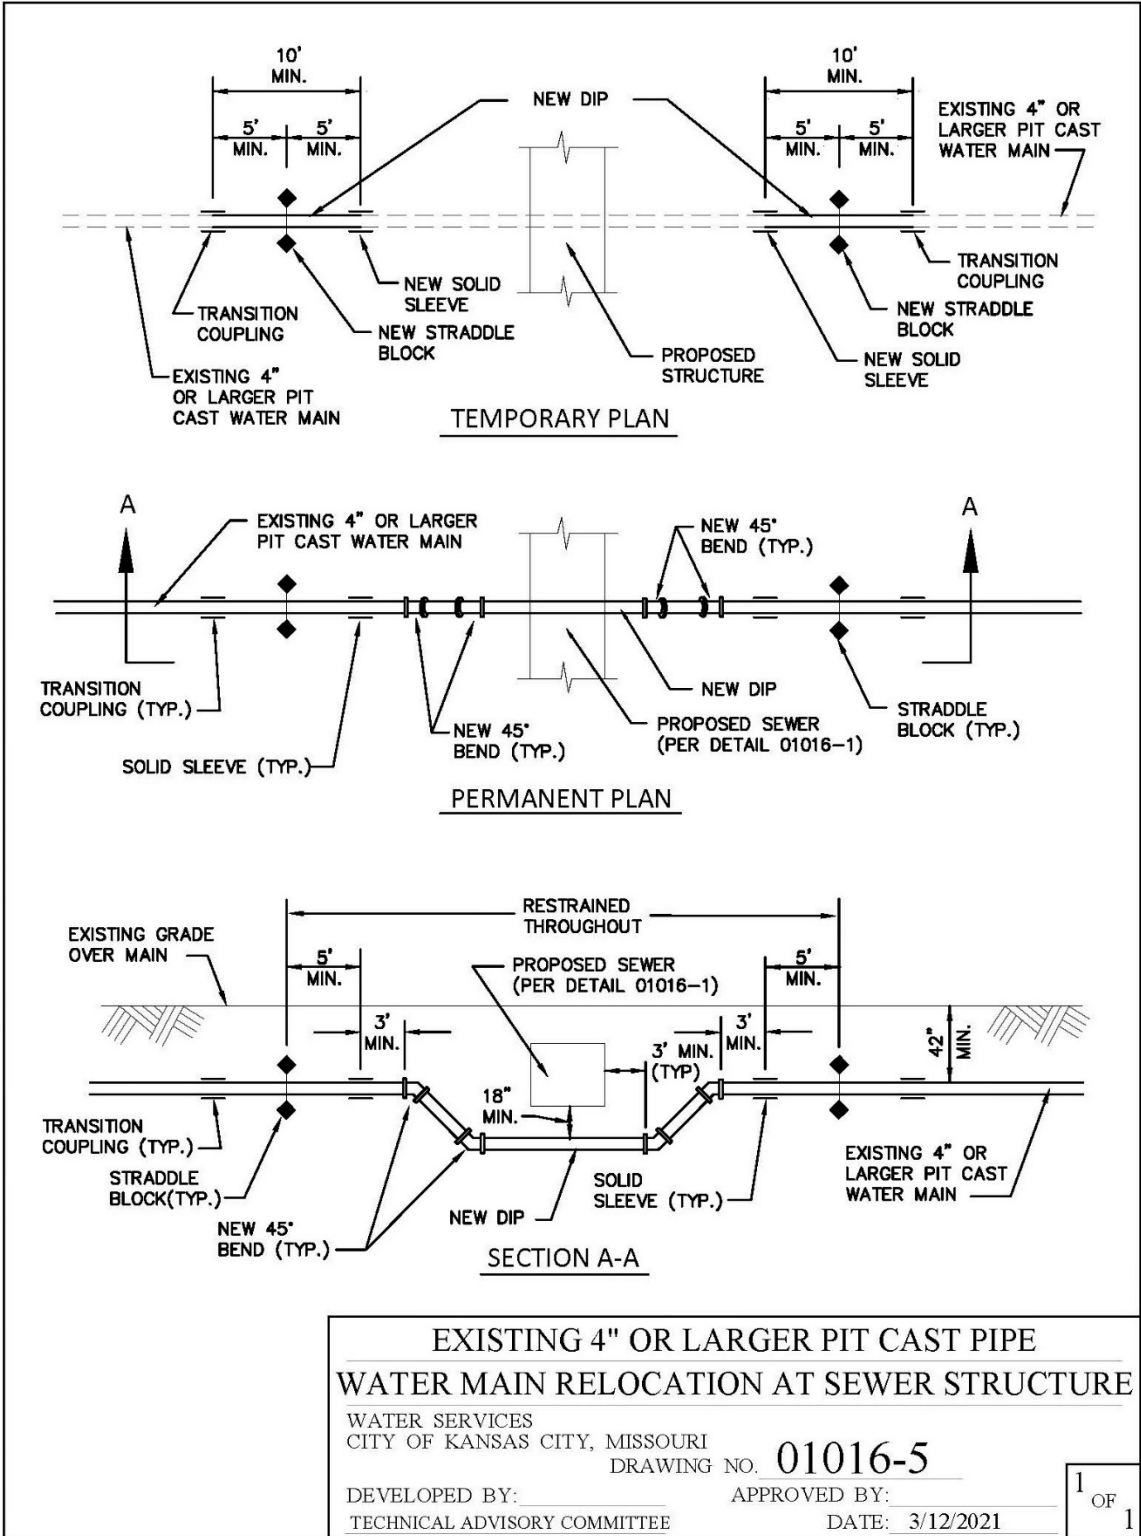 10'
MIN.
5'
MIN.
5'
MIN.
NEW DIP
10'
MIN.
5'
MIN.
5'
MIN.
EXISTING 4" OR
LARGER PIT CAST
WATER MAIN
TRANSITION
COUPLING
NEW SOLID
SLEEVE
NEW STRADDLE
BLOCK
EXISTING 4"
OR LARGER PIT
CAST WATER MAIN
PROPOSED
STRUCTURE
TRANSITION
COUPLING
NEW STRADDLE
BLOCK
NEW SOLID
SLEEVE
TEMPORARY PLAN
A
EXISTING 4" OR LARGER
PIT CAST WATER MAIN
NEW 45°
BEND (TYP.)
A
TRANSITION
COUPLING (TYP.)
SOLID SLEEVE (TYP.)
NEW 45°
BEND (TYP.)
NEW DIP
PROPOSED SEWER
(PER DETAIL 01016-1)
STRADDLE
BLOCK (TYP.)
PERMANENT PLAN
RESTRAINED
THROUGHOUT
EXISTING GRADE
OVER MAIN
5'
MIN.
PROPOSED SEWER
(PER DETAIL 01016-1)
5'
MIN.
3'
MIN.
3' MIN.
(TYP)
3'
MIN.
42"
MIN.
18"
MIN.
TRANSITION
COUPLING (TYP.)
STRADDLE
BLOCK(TYP.)
NEW 45°
BEND (TYP.)
NEW DIP
SOLID
SLEEVE (TYP.)
EXISTING 4" OR
LARGER PIT CAST
WATER MAIN
SECTION A-A
EXISTING 4" OR LARGER PIT CAST PIPE
WATER MAIN RELOCATION AT SEWER STRUCTURE
WATER SERVICES
CITY OF KANSAS CITY, MISSOURI
DRAWING NO. 01016-5
DEVELOPED BY:
TECHNICAL ADVISORY COMMITTEE
APPROVED BY:
DATE: 3/12/2021
1 OF 1